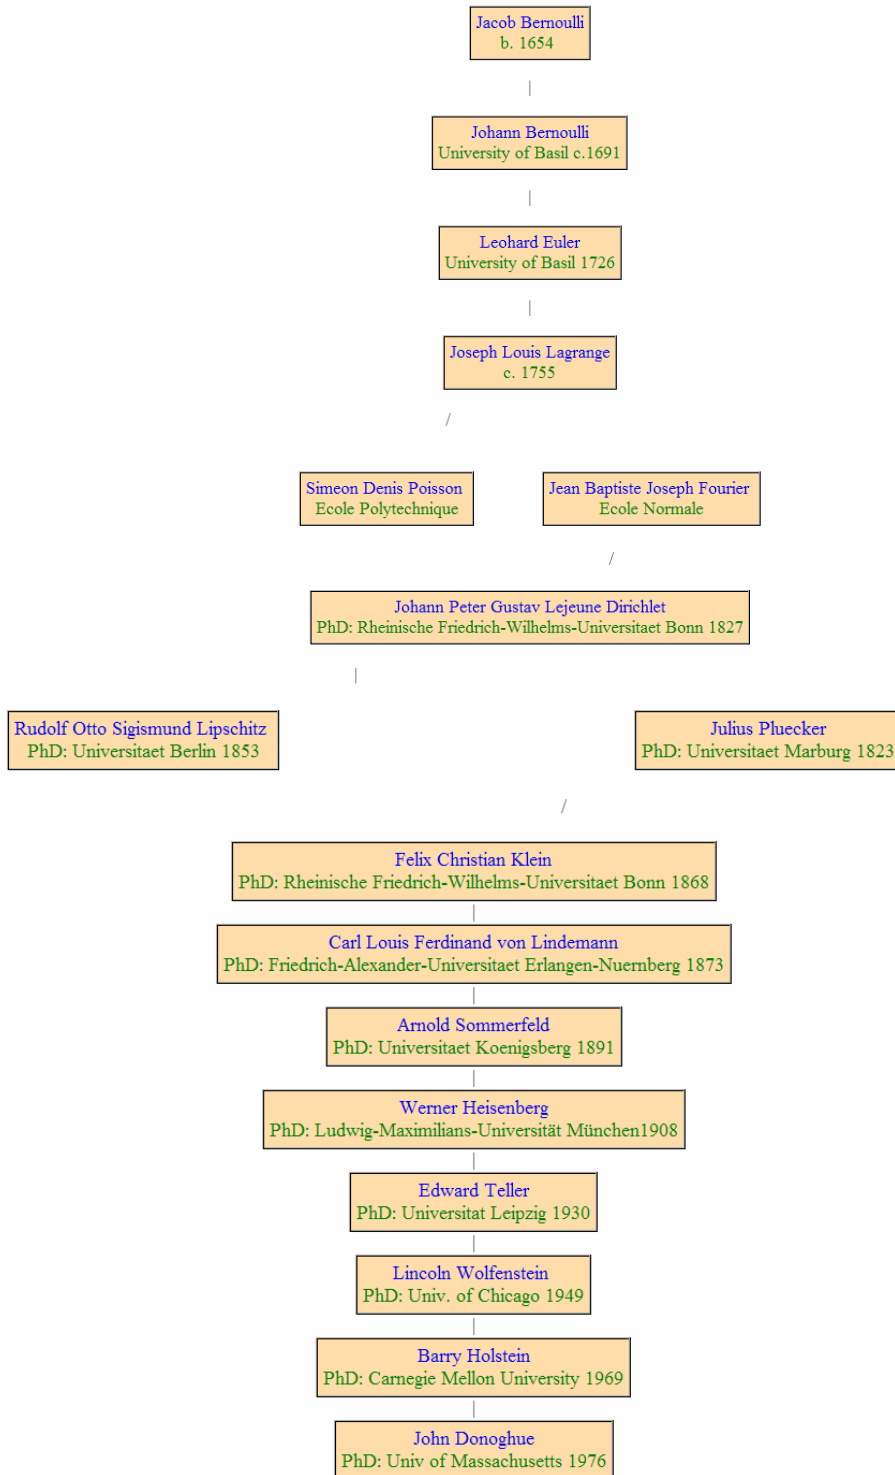 Jacob Bernoulli
b. 1654
|
Johann Bernoulli
University of Basil c.1691
|
Leohard Euler
University of Basil 1726
|
Joseph Louis Lagrange
c. 1755
/
Simeon Denis Poisson
Ecole Polytechnique
Jean Baptiste Joseph Fourier
Ecole Normale
/
Johann Peter Gustav Lejeune Dirichlet
PhD: Rheinische Friedrich-Wilhelms-Universitaet Bonn 1827
|
Rudolf Otto Sigismund Lipschitz
PhD: Universitaet Berlin 1853
Julius Pluecker
PhD: Universitaet Marburg 1823
/
Felix Christian Klein
PhD: Rheinische Friedrich-Wilhelms-Universitaet Bonn 1868
|
Carl Louis Ferdinand von Lindemann
PhD: Friedrich-Alexander-Universitaet Erlangen-Nuernberg 1873
|
Arnold Sommerfeld
PhD: Universitaet Koenigsberg 1891
|
Werner Heisenberg
PhD: Ludwig-Maximilians-Universität München1908
|
Edward Teller
PhD: Universitat Leipzig 1930
|
Lincoln Wolfenstein
PhD: Univ. of Chicago 1949
|
Barry Holstein
PhD: Carnegie Mellon University 1969
|
John Donoghue
PhD: Univ of Massachusetts 1976